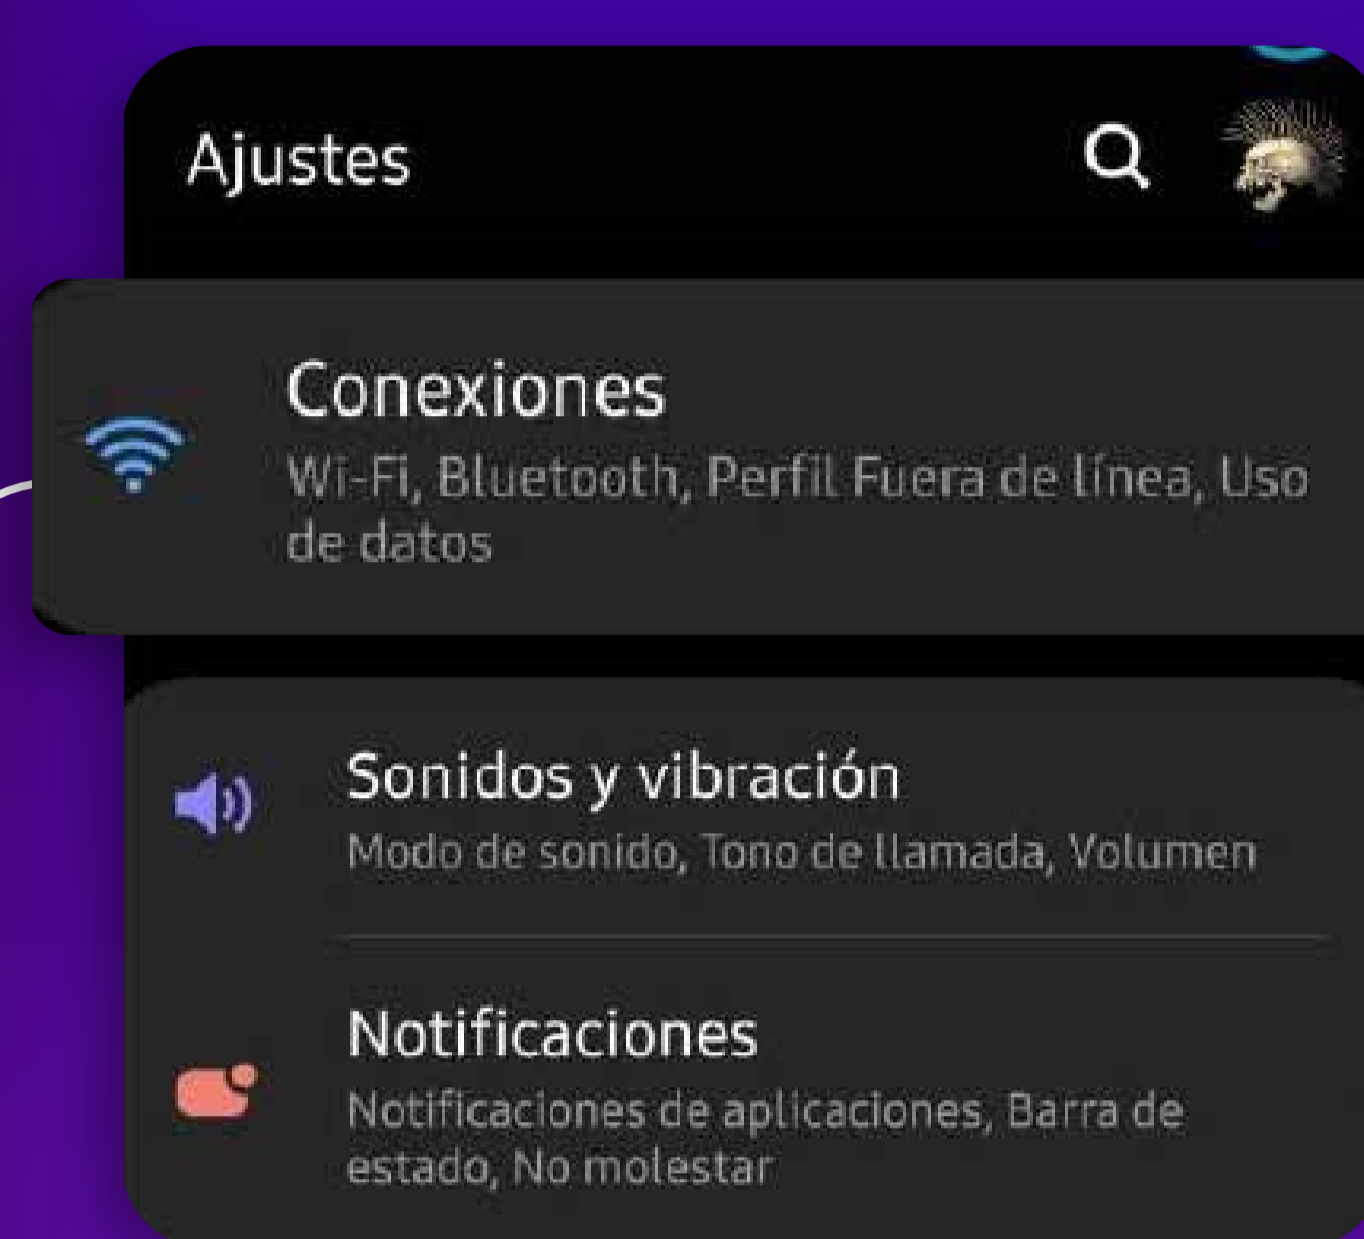 Ajustes
Conexiones
Wi-Fi, Bluetooth, Perfil Fuera de línea, Uso
de datos
Sonidos y vibración
Modo de sonido, Tono de llamada, Volumen
Notificaciones
Notificaciones de aplicaciones, Barra de
estado, No molestar